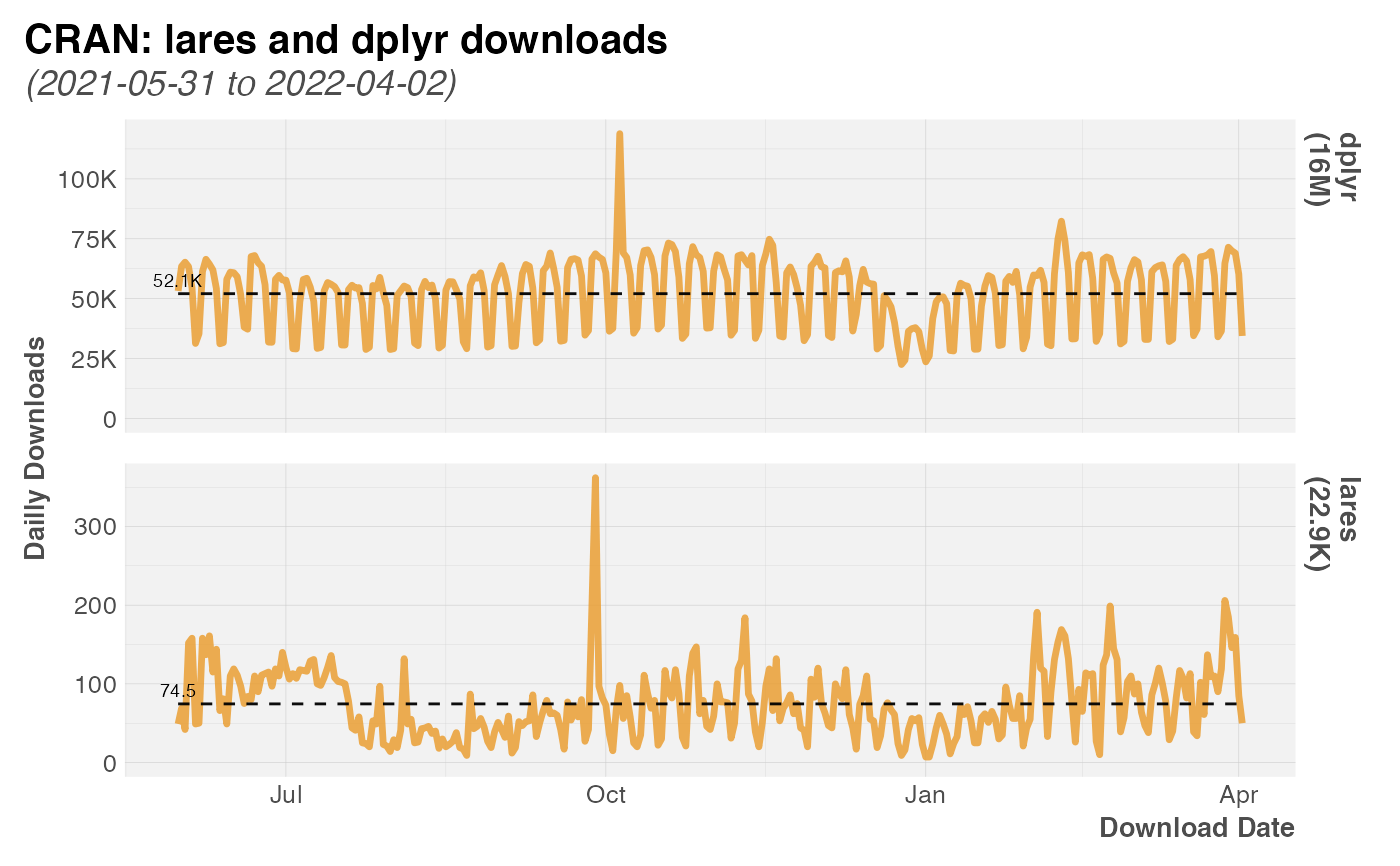 CRAN: lares and dplyr downloads
(2021-05-31 to 2022-04-02)
Dailly Downloads
100K
75K
50K
25K
0
52.1K
dplyr
(16M)
300
200
100
0
74.5
lares
(22.9K)
Jul
Oct
Jan
Apr
Download Date